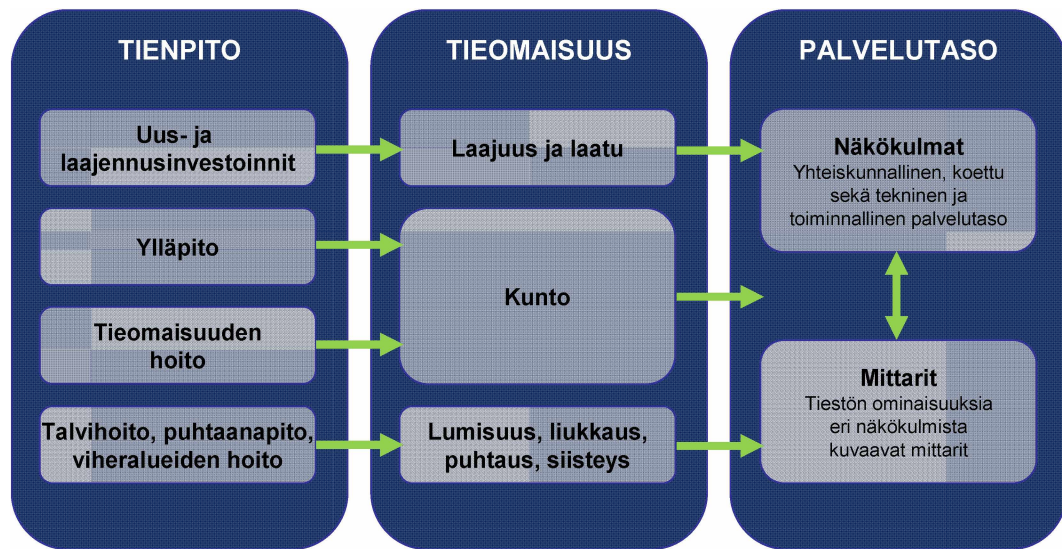 TIENPITO
Uus- ja
laajennusinvestoinnit
Ylläpito
Tieomaisuuden
hoito
Talvihoito, puhtaanapito,
viheralueiden hoito
TIEOMAISUUS
Laajuus ja laatu
Kunto
Lumisuus, liukkaus,
puhtaus, siisteys
PALVELUTASO
Näkökulmat
Yhteiskunnallinen, koettu
sekä tekninen ja
toiminnallinen palvelutaso
Mittarit
Tiestön ominaisuuksia
eri näkökulmista
kuvaavat mittarit